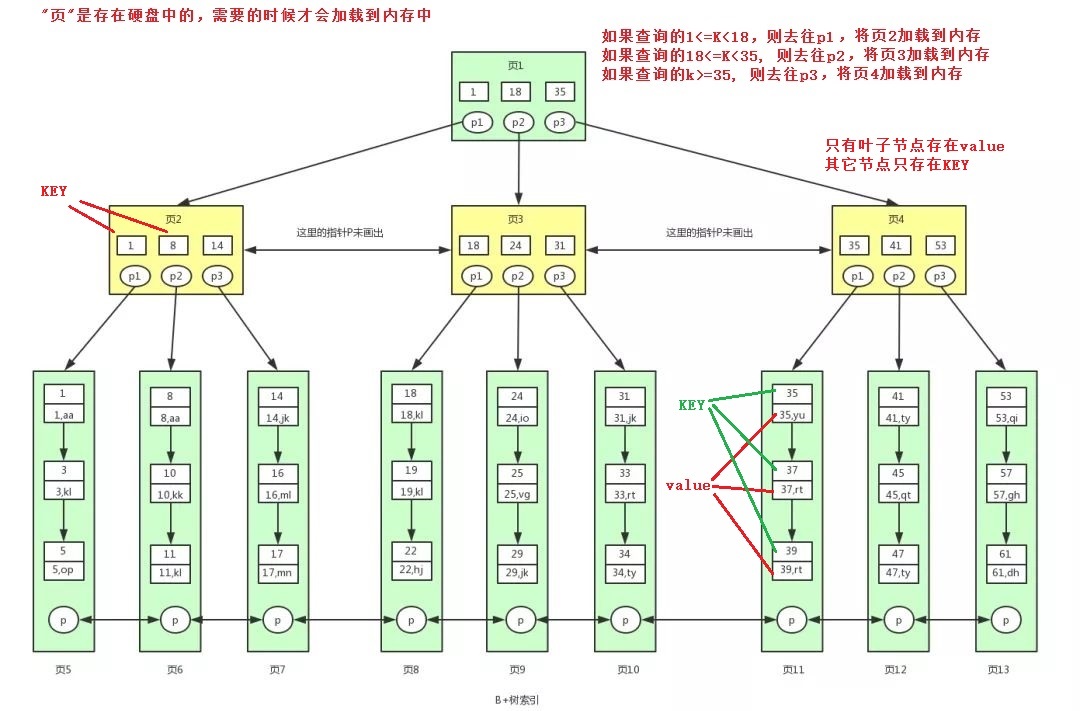 "页"是存在硬盘中的，需要的时候才会加载到内存中
如果查询的1<=K<18，则去往p1，将页2加载到内存
如果查询的18<=K<35, 则去往p2，将页3加载到内存
如果查询的k>=35, 则去往p3，将页4加载到内存
页1
1 18 35
p1 p2 p3
只有叶子节点存在value
其它节点只存在KEY
KEY
页2 页3 页4
这里的指针P未画出 这里的指针P未画出
1 8 14 18 24 31 35 41 53
p1 p2 p3 p1 p2 p3 p1 p2 p3
1 8 14 18 24 31 35 41 53
KEY
1,aa 8,aa 14,jk 18,kl 24,io 31,jk 35,yu 41,ty 53,qi
3 10 16 19 25 33 37 45 57
value
3,kl 10,kk 16,ml 19,kl 25,vg 33,rt 37,rt 45,qt 57,gh
5 11 17 22 29 34 39 47 61
5,op 11,kl 17,mn 22,hj 29,jk 34,ty 39,rt 47,ty 61,dh
p p p p p p p p p
页5 页6 页7 页8 页9 页10 页11 页12 页13
B+树索引